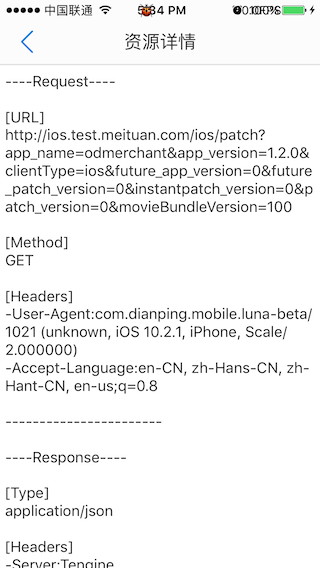 中国联通 5:34 PM
资源详情
----Request----
[URL]
http://ios.test.meituan.com/ios/patch?
app_name=odmerchant&app_version=1.2.0&
clientType=ios&future_app_version=0&future
_patch_version=0&instantpatch_version=0&p
atch_version=0&movieBundleVersion=100
[Method]
GET
[Headers]
-User-Agent:com.dianping.mobile.luna-beta/
1021 (unknown, iOS 10.2.1, iPhone, Scale/
2.000000)
-Accept-Language:en-CN, zh-Hans-CN, zh-
Hant-CN, en-us;q=0.8
-----------------------
----Response----
[Type]
application/json
[Headers]
-Server:Tengine